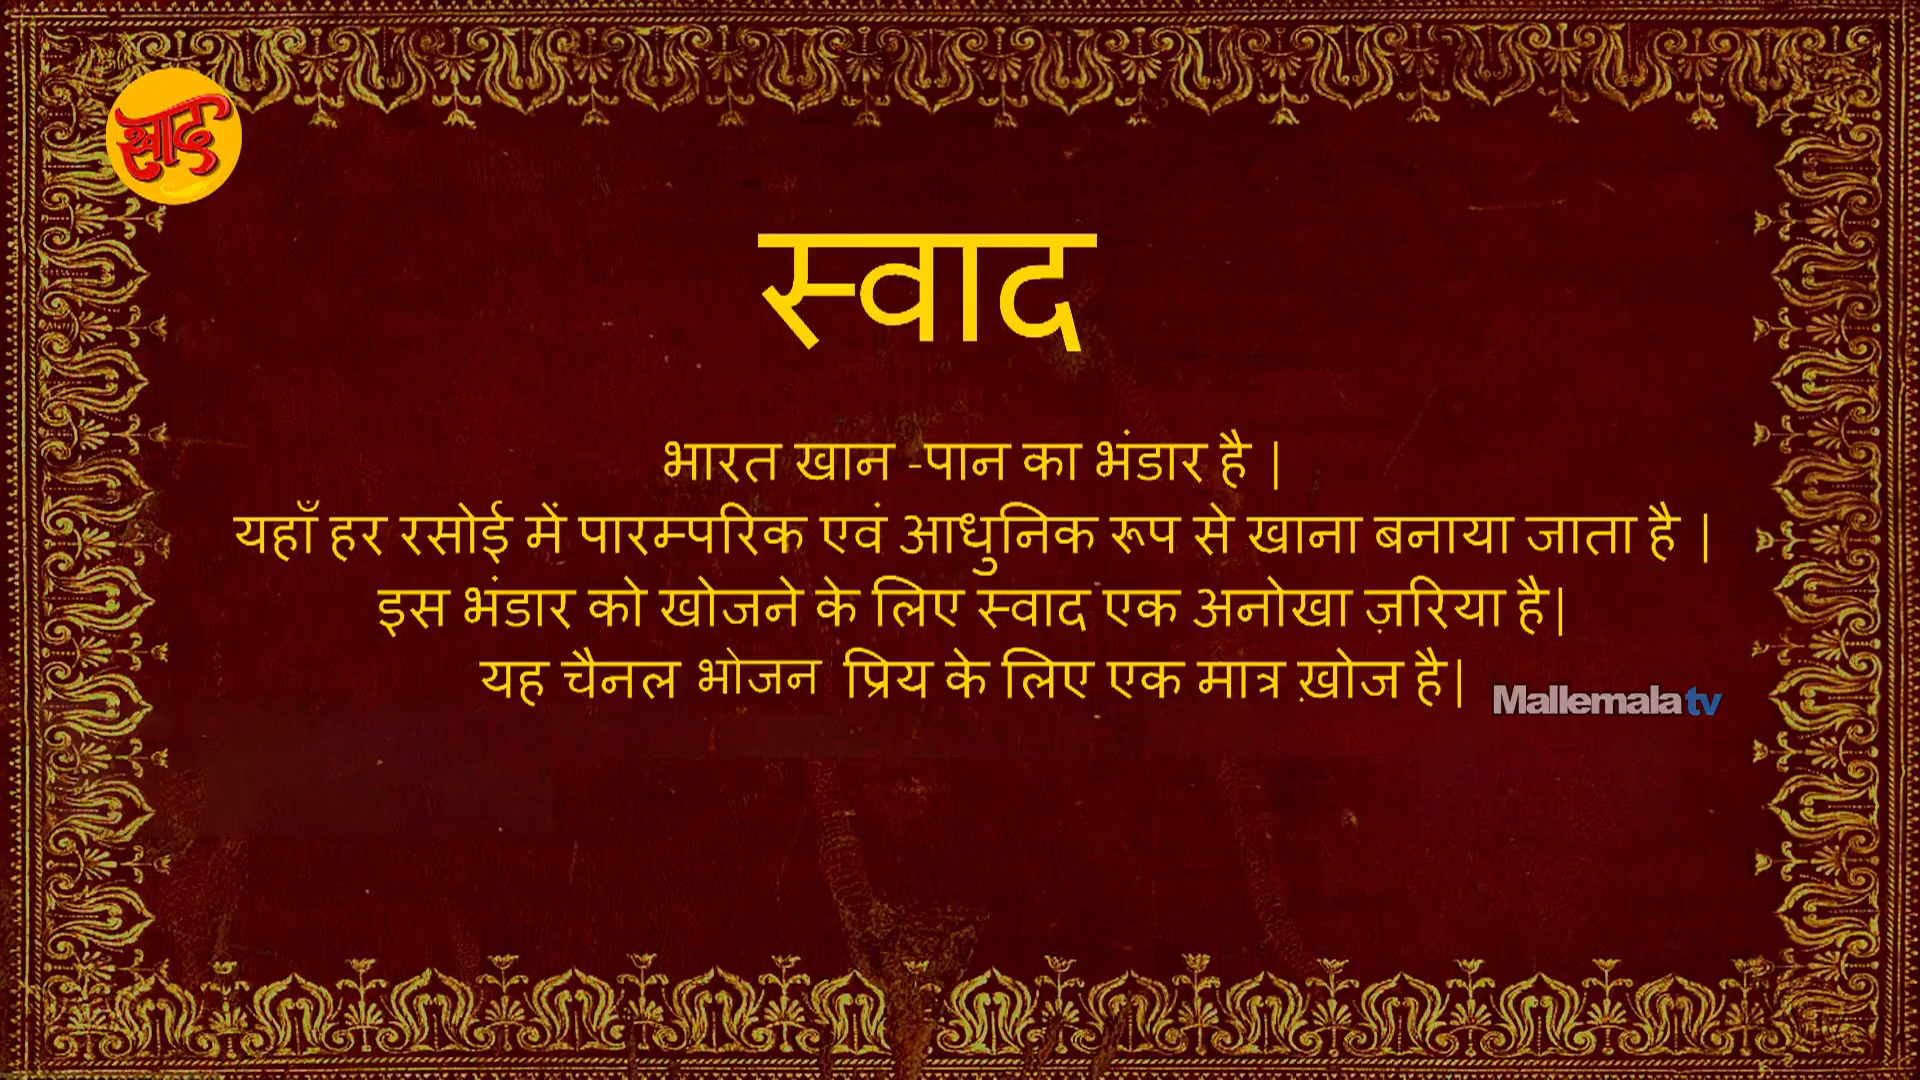 स्वाद
स्वाद
भारत खान -पान का भंडार है |
यहाँ हर रसोई में पारम्परिक एवं आधुनिक रूप से खाना बनाया जाता है |
इस भंडार को खोजने के लिए स्वाद एक अनोखा ज़रिया है|
यह चैनल भोजन प्रिय के लिए एक मात्र ख़ोज है|
Mallemalatv